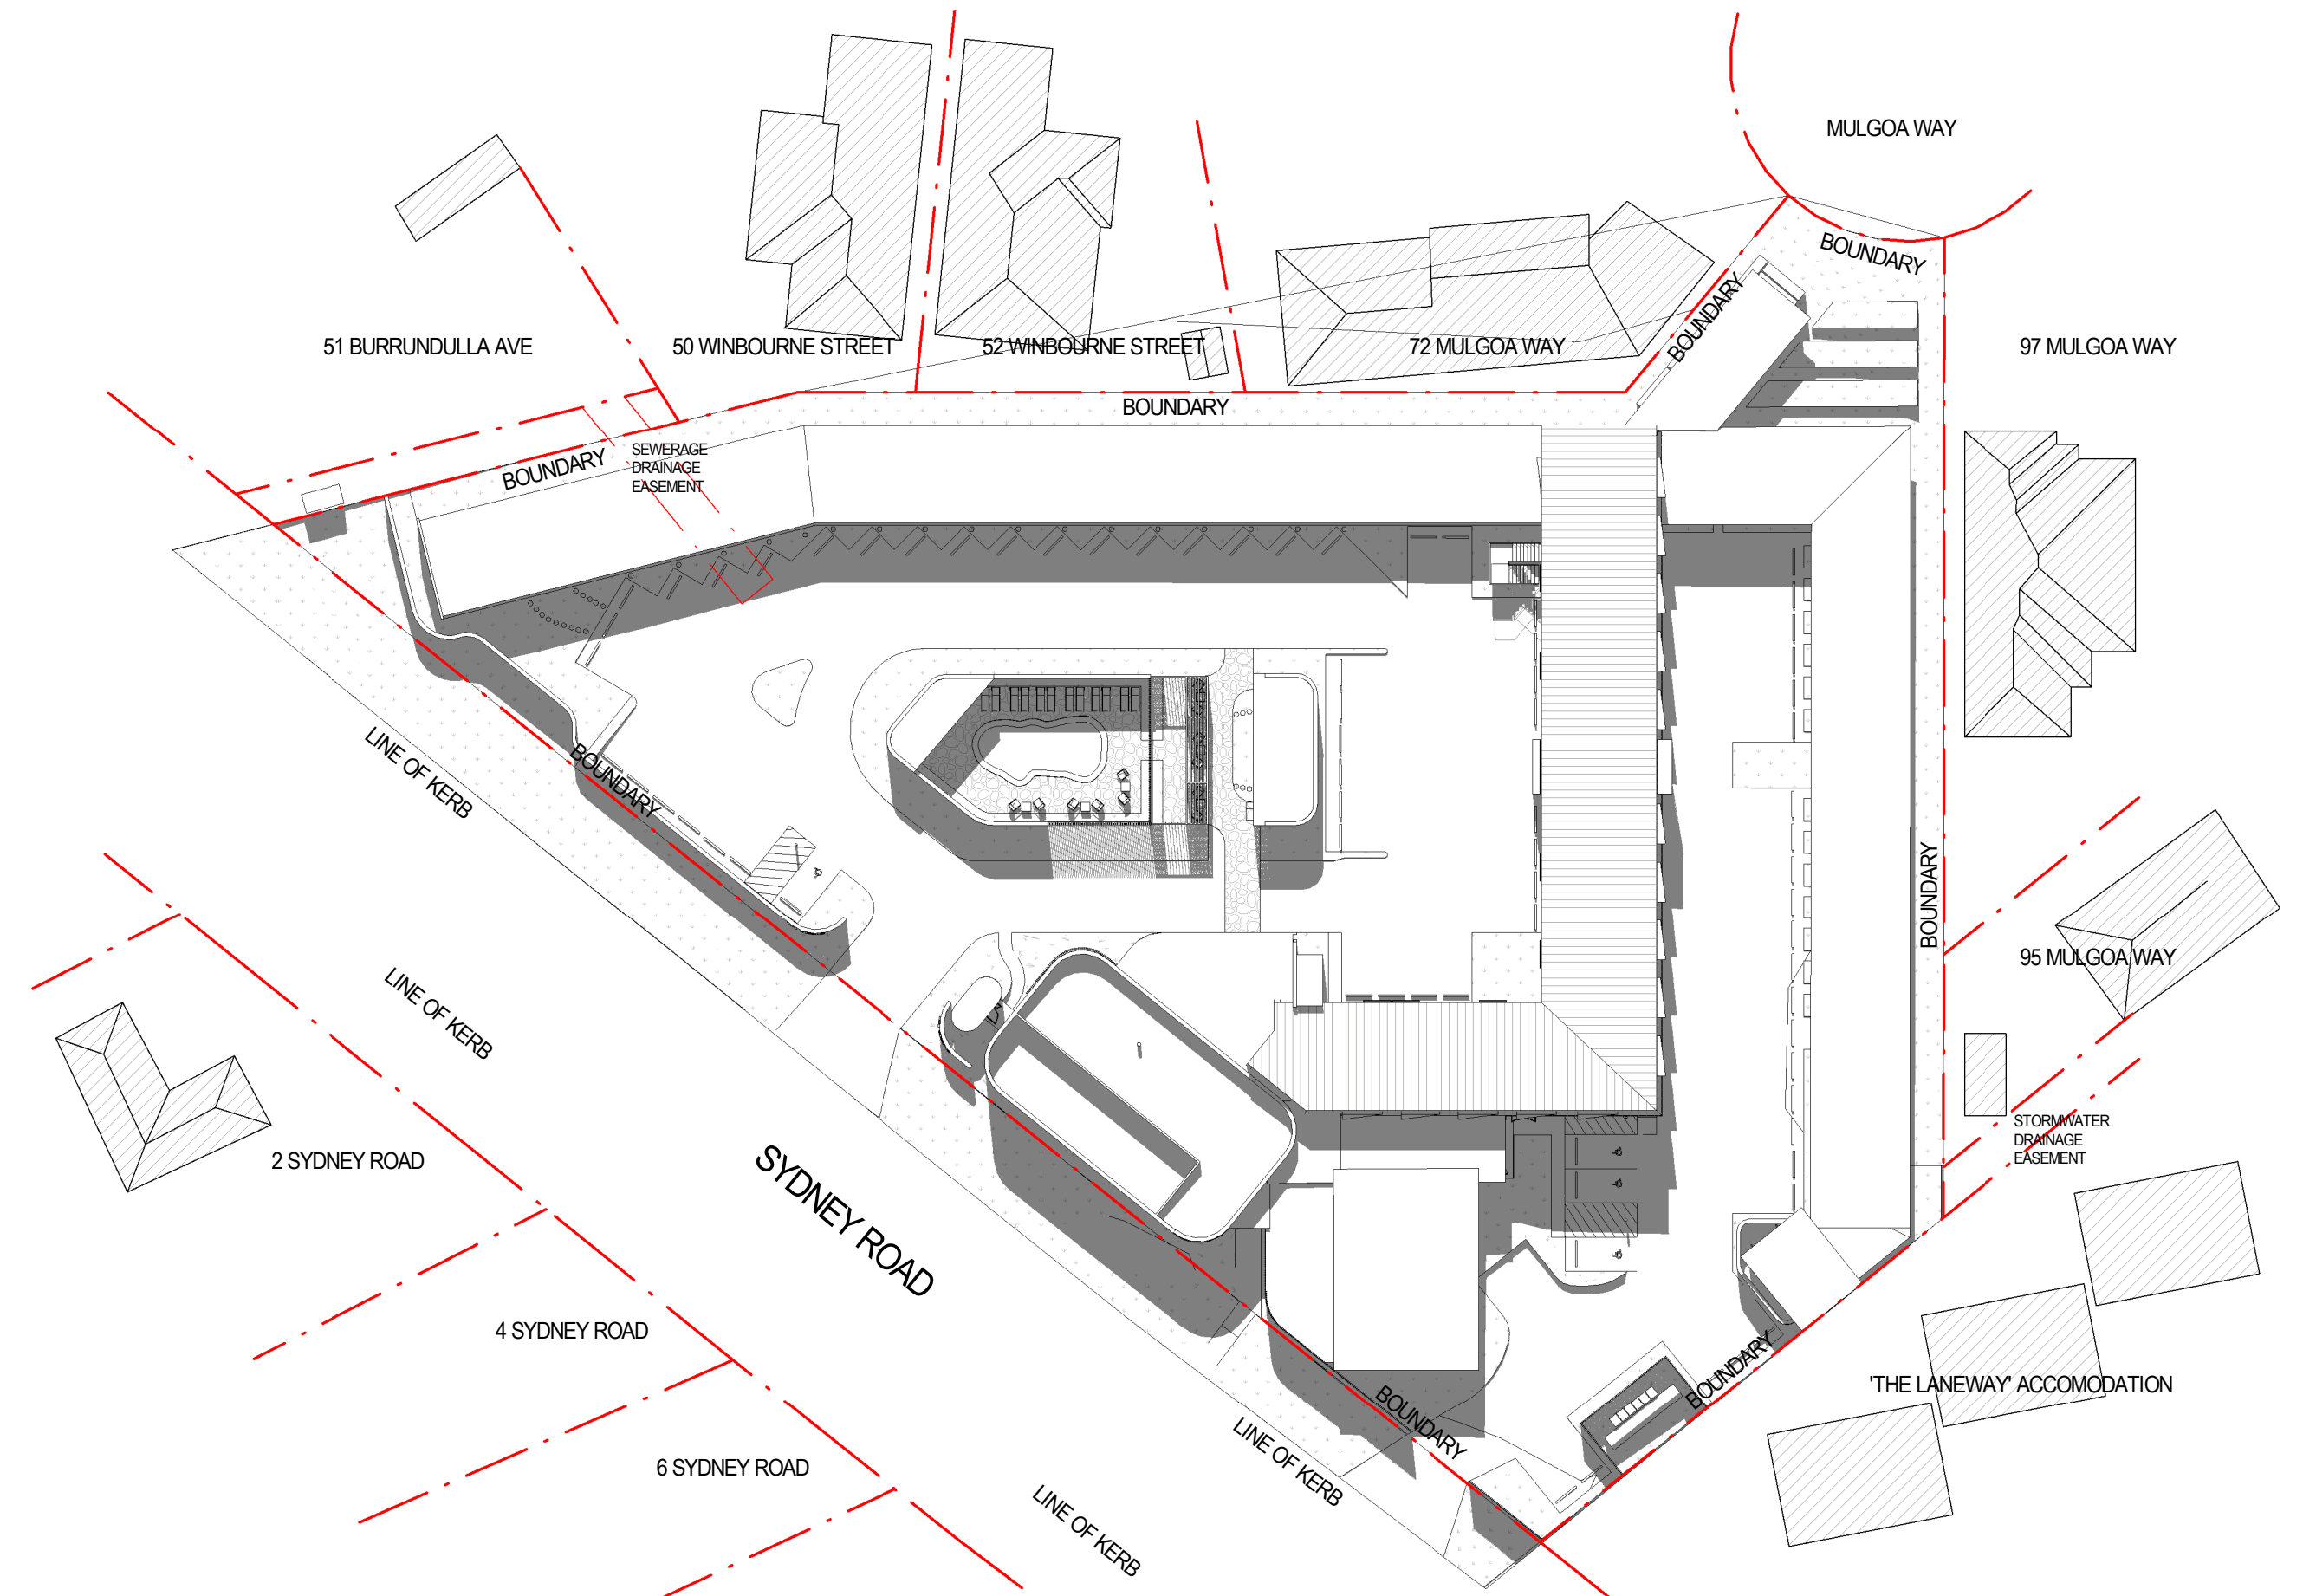 MULGOA WAY
BOUNDARY
BOUNDARY
51 BURRUNDULLA AVE
50 WINBOURNE STREET
52 WINBOURNE STREET
72 MULGOA WAY
97 MULGOA WAY
BOUNDARY
BOUNDARY
SEWERAGE
DRAINAGE
EASEMENT
LINE OF KERB
BOUNDARY
BOUNDARY
LINE OF KERB
95 MULGOA WAY
STORMWATER
DRAINAGE
EASEMENT
2 SYDNEY ROAD
SYDNEY ROAD
4 SYDNEY ROAD
BOUNDARY
'THE LANEWAY' ACCOMODATION
BOUNDARY
6 SYDNEY ROAD
LINE OF KERB
LINE OF KERB